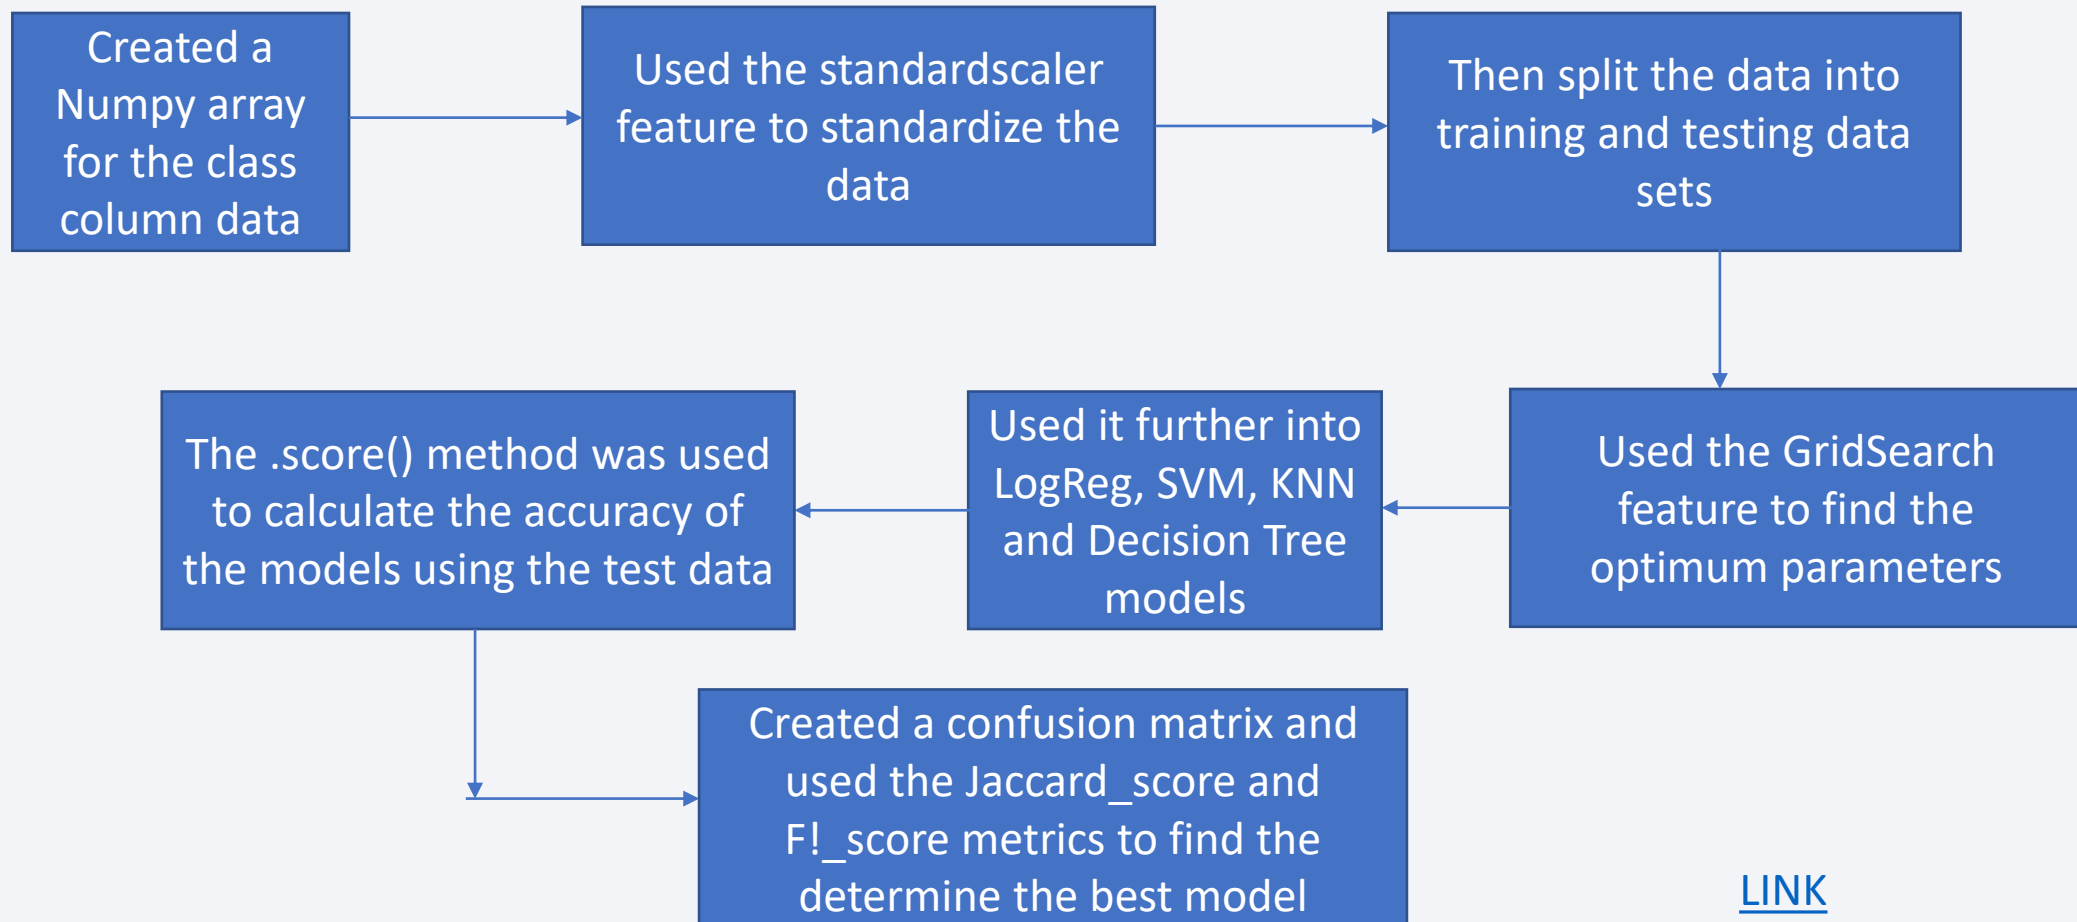 Created a
Numpy array
for the class
column data
Used the standardscaler
feature to standardize the
data
Then split the data into
training and testing data
sets
Used the GridSearch
feature to find the
optimum parameters
Used it further into
LogReg, SVM, KNN
and Decision Tree
models
The .score() method was used
to calculate the accuracy of
the models using the test data
Created a confusion matrix and
used the Jaccard_score and
F!_score metrics to find the
determine the best model
LINK